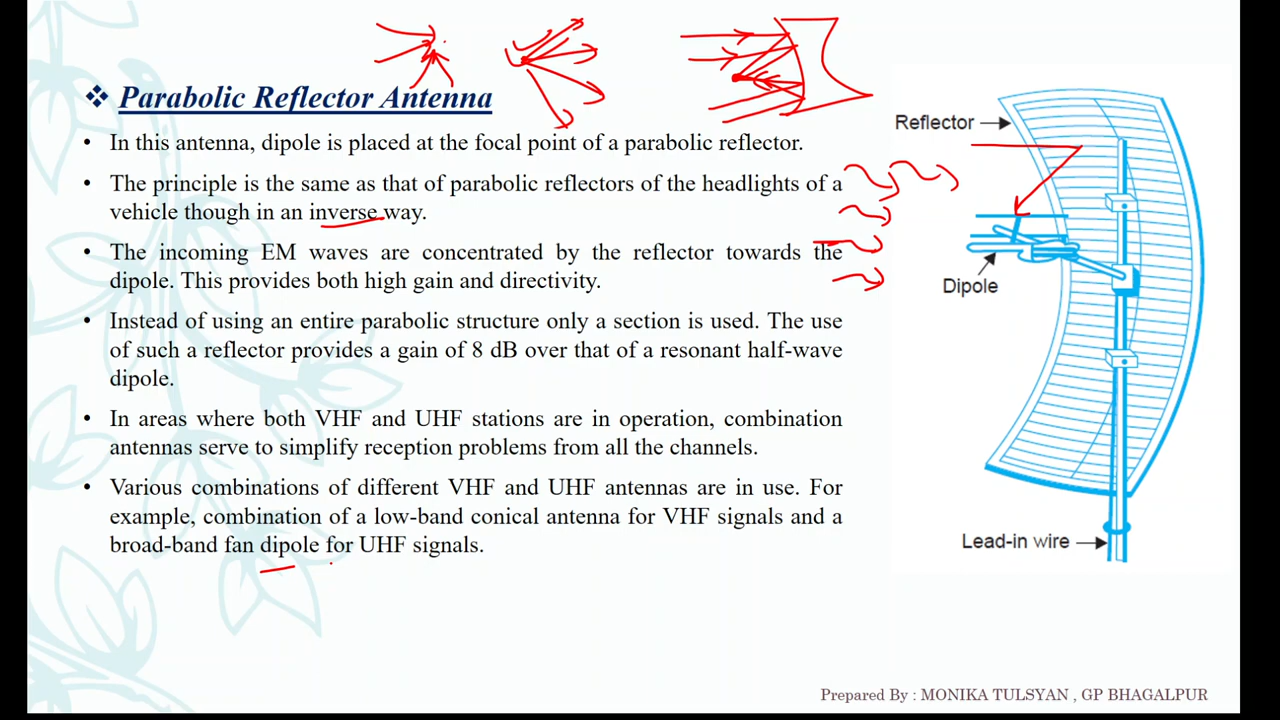 ❖ Parabolic Reflector Antenna
• In this antenna, dipole is placed at the focal point of a parabolic reflector.
• The principle is the same as that of parabolic reflectors of the headlights of a
vehicle though in an inverse way.
• The incoming EM waves are concentrated by the reflector towards the
dipole. This provides both high gain and directivity.
• Instead of using an entire parabolic structure only a section is used. The use
of such a reflector provides a gain of 8 dB over that of a resonant half-wave
dipole.
• In areas where both VHF and UHF stations are in operation, combination
antennas serve to simplify reception problems from all the channels.
• Various combinations of different VHF and UHF antennas are in use. For
example, combination of a low-band conical antenna for VHF signals and a
broad-band fan dipole for UHF signals.
Reflector
Dipole
Lead-in wire
Prepared By : MONIKA TULSYAN , GP BHAGALPUR